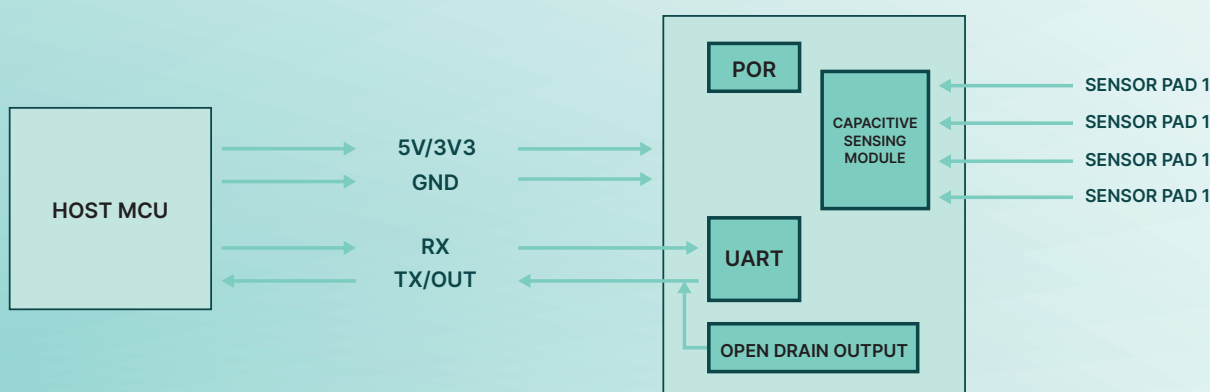 HOST MCU
5V/3V3
GND
RX
TX/OUT
POR
CAPACITIVE
SENSING
MODULE
UART
OPEN DRAIN OUTPUT
SENSOR PAD 1
SENSOR PAD 1
SENSOR PAD 1
SENSOR PAD 1